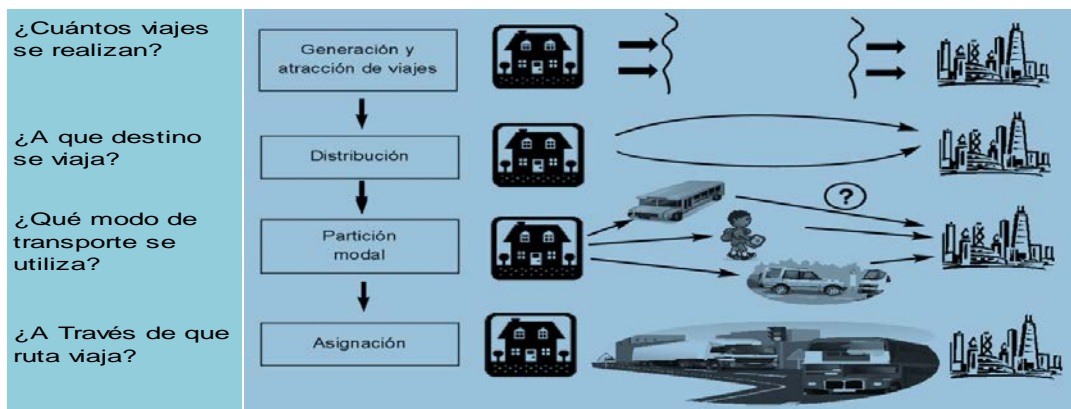 ¿Cuántos viajes
se realizan?
Generación y
atracción de viajes
¿A que destino
se viaja?
Distribución
¿Qué modo de
transporte se
utiliza?
Partición
modal
?
¿A Través de que
ruta viaja?
Asignación